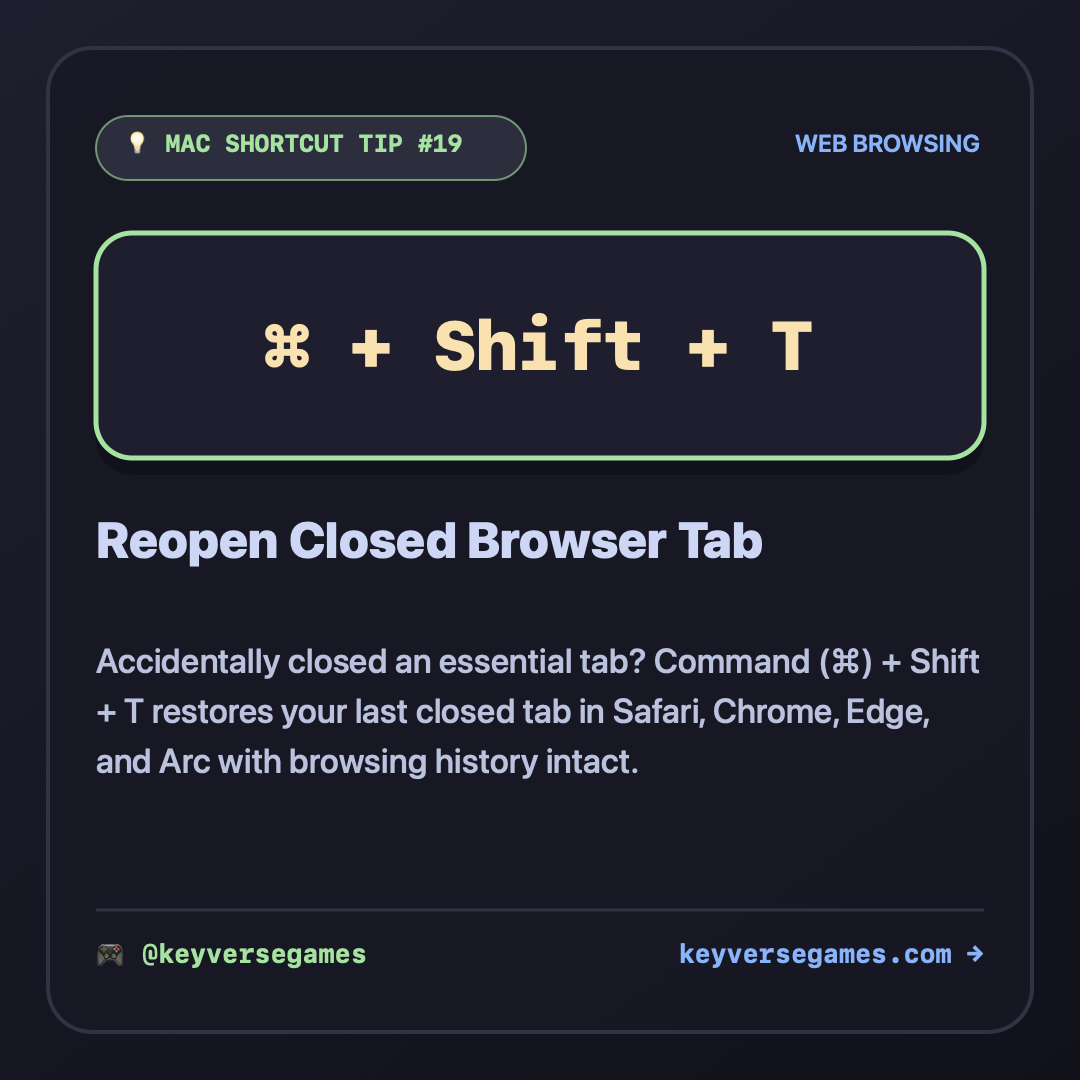 💡 MAC SHORTCUT TIP #19
WEB BROWSING
⌘ + Shift + T
Reopen Closed Browser Tab
Accidentally closed an essential tab? Command (⌘) + Shift
+ T restores your last closed tab in Safari, Chrome, Edge,
and Arc with browsing history intact.
🎮 @keyversegames
keyversegames.com →